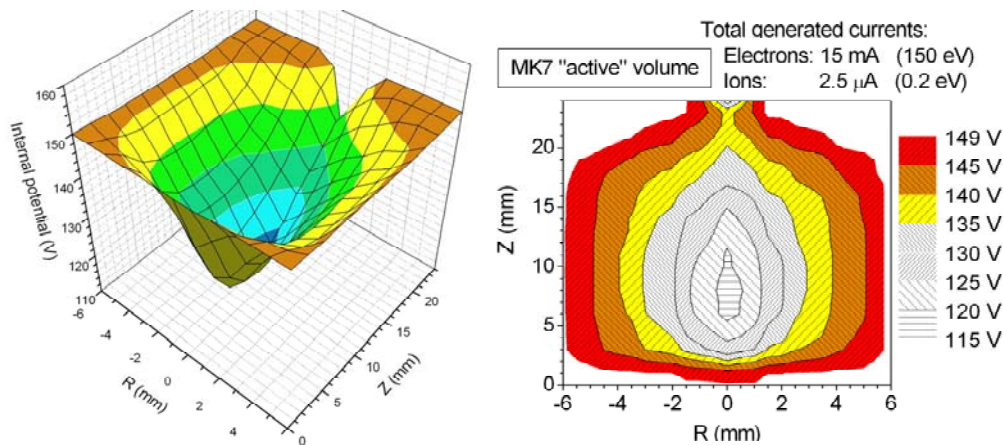 Internal potential (V)
160
150
140
130
120
110
-6
-4
-2
0
2
4
R (mm)
0
5
10
15
20
Z (mm)
Total generated currents:
Electrons: 15 mA (150 eV)
Ions: 2.5 μA (0.2 eV)
MK7 "active" volume
Z (mm)
20
15
10
5
0
-6 -4 -2 0 2 4 6
R (mm)
149 V
145 V
140 V
135 V
130 V
125 V
120 V
115 V